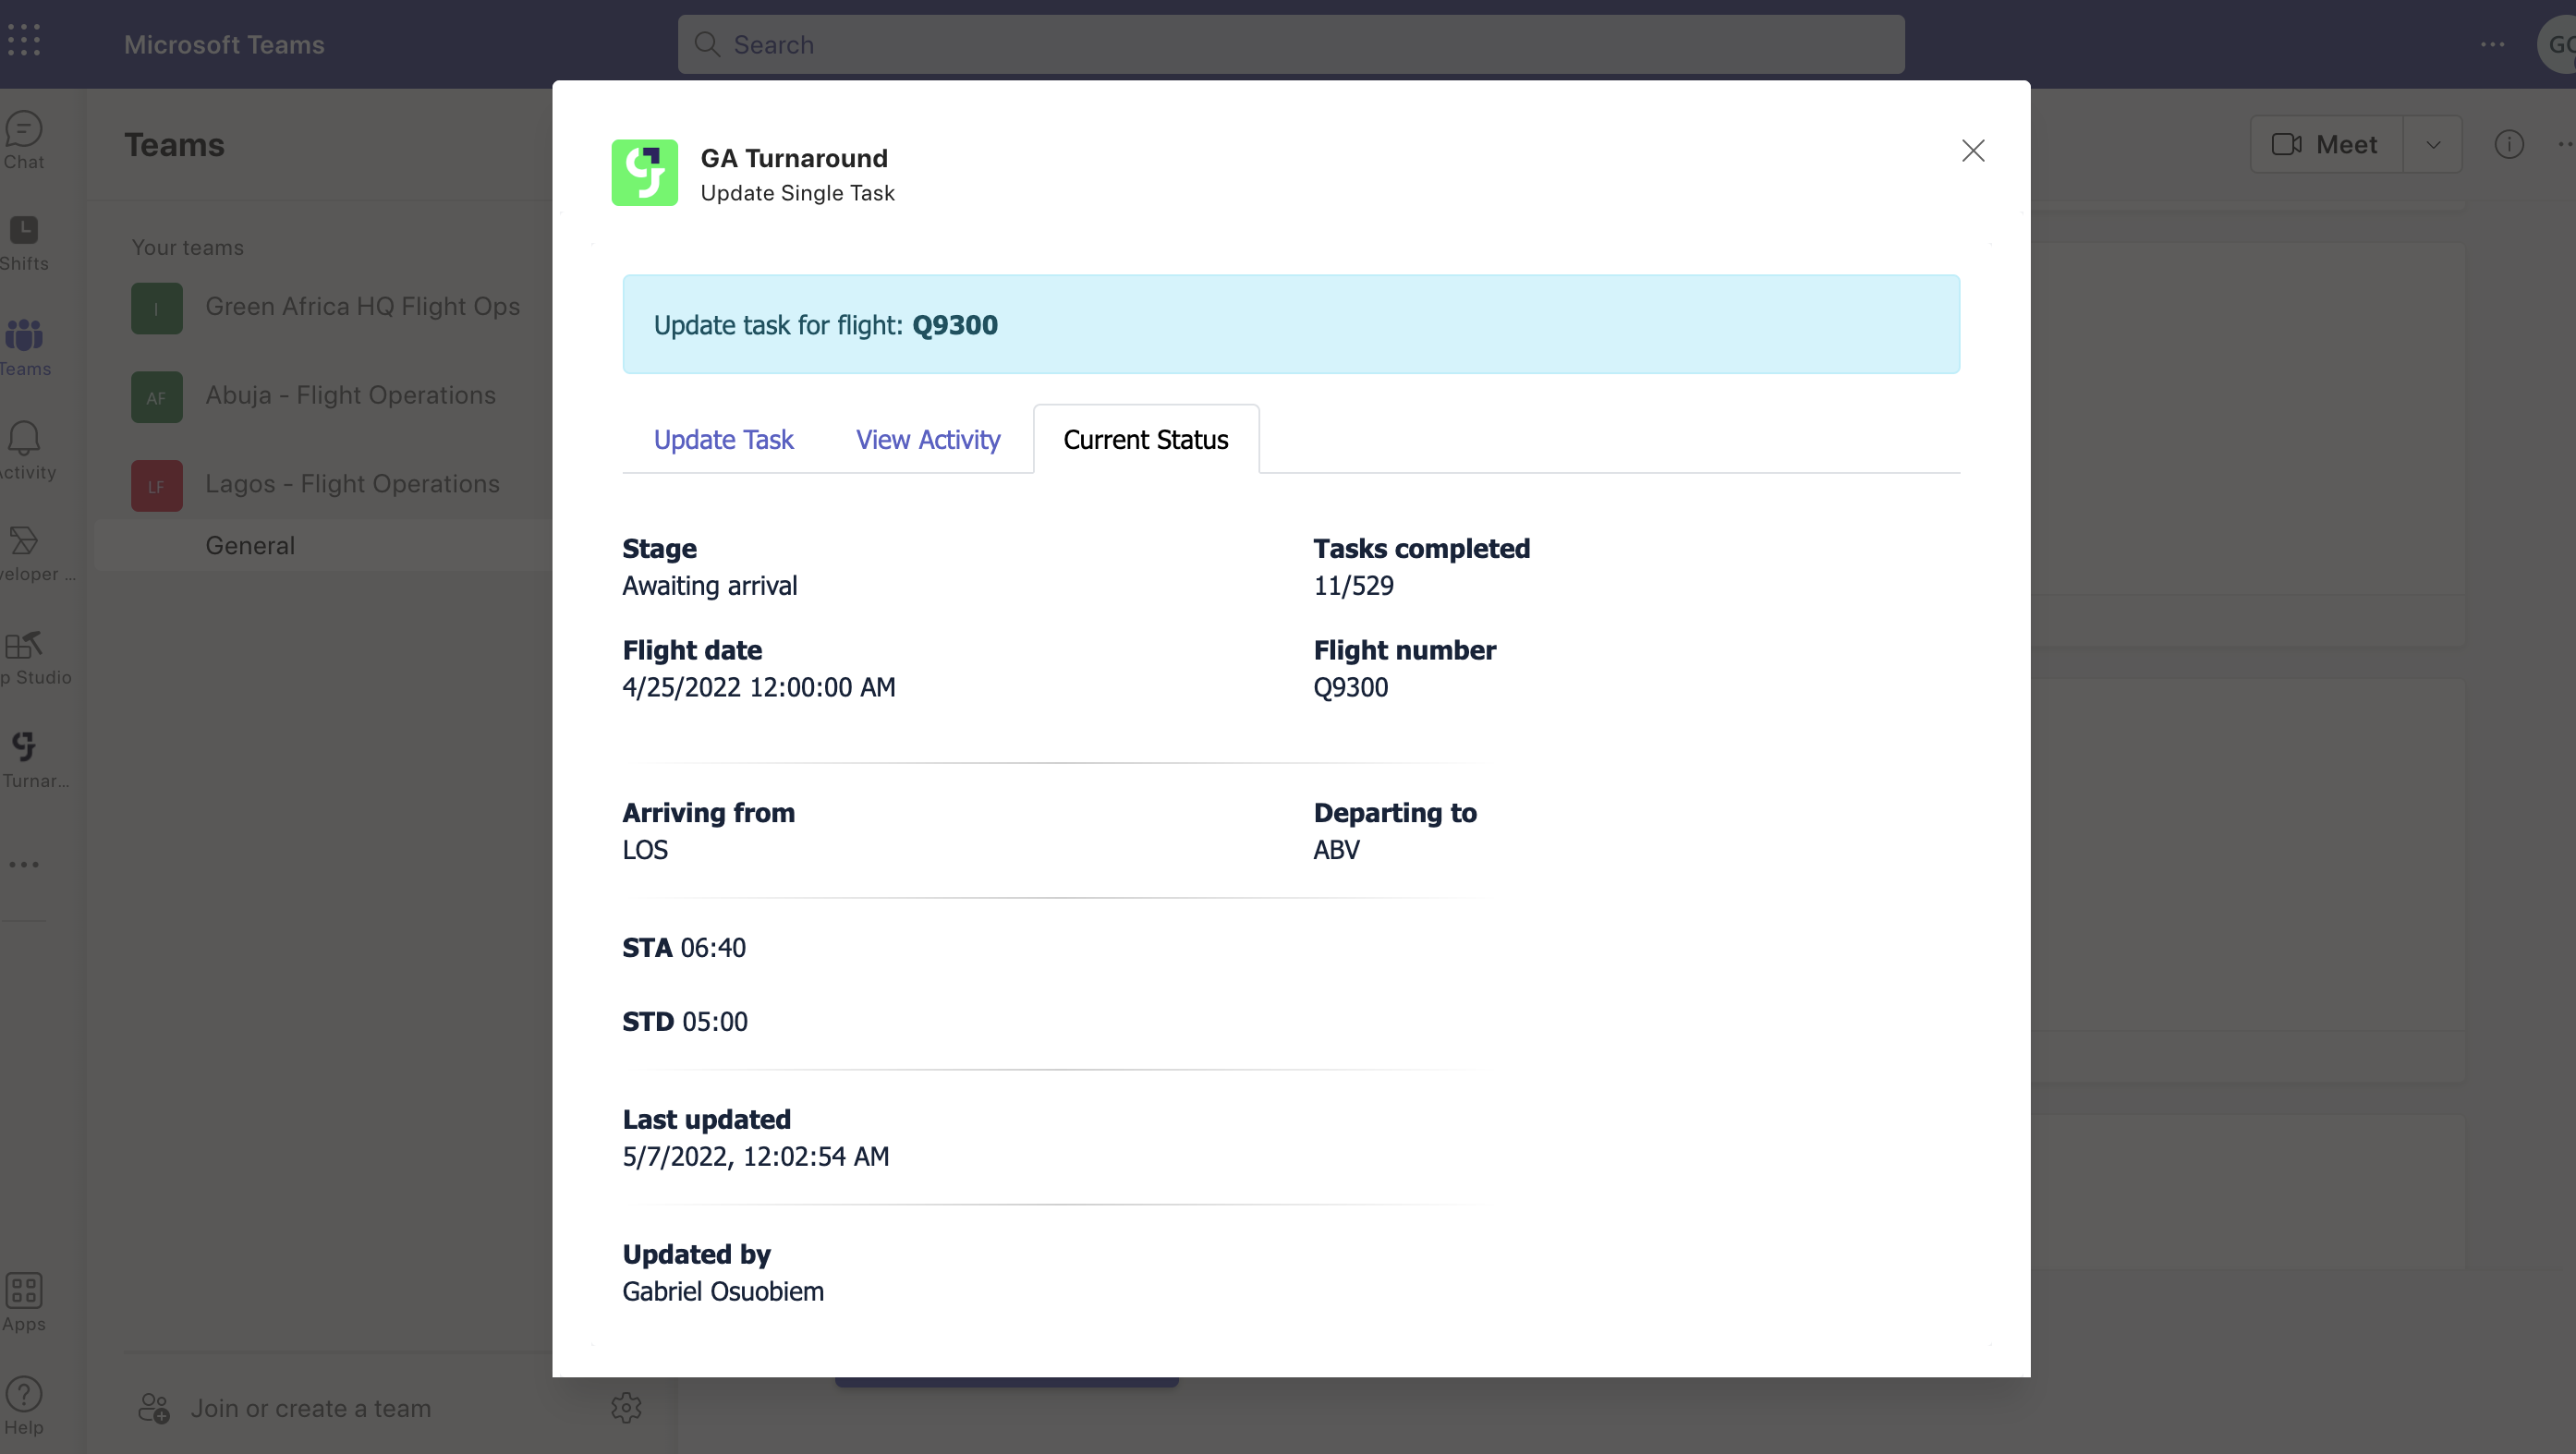 Microsoft Teams
Search
Chat
Shifts
Teams
Activity
Teams
Your teams
I
Green Africa HQ Flight Ops
AF
Abuja - Flight Operations
LF
Lagos - Flight Operations
General
p Studio
Turnar...
Apps
Help
Join or create a team
Meet
GA Turnaround
Update Single Task
Update task for flight: Q9300
Update Task
View Activity
Current Status
Stage
Awaiting arrival
Tasks completed
11/529
Flight date
4/25/2022 12:00:00 AM
Flight number
Q9300
Arriving from
LOS
Departing to
ABV
STA 06:40
STD 05:00
Last updated
5/7/2022, 12:02:54 AM
Updated by
Gabriel Osuobiem